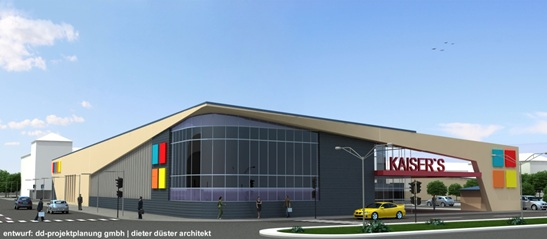 KAISER'S
entwurf: dd-projektplanung gmbh | dieter düster architekt